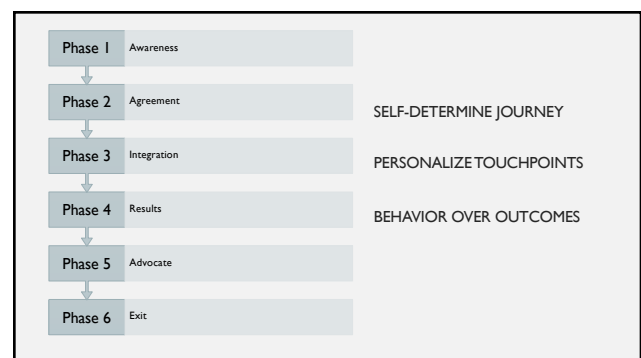 Phase 1 Awareness
Phase 2 Agreement
SELF-DETERMINE JOURNEY
Phase 3 Integration
PERSONALIZE TOUCHPOINTS
Phase 4 Results
BEHAVIOR OVER OUTCOMES
Phase 5 Advocate
Phase 6 Exit